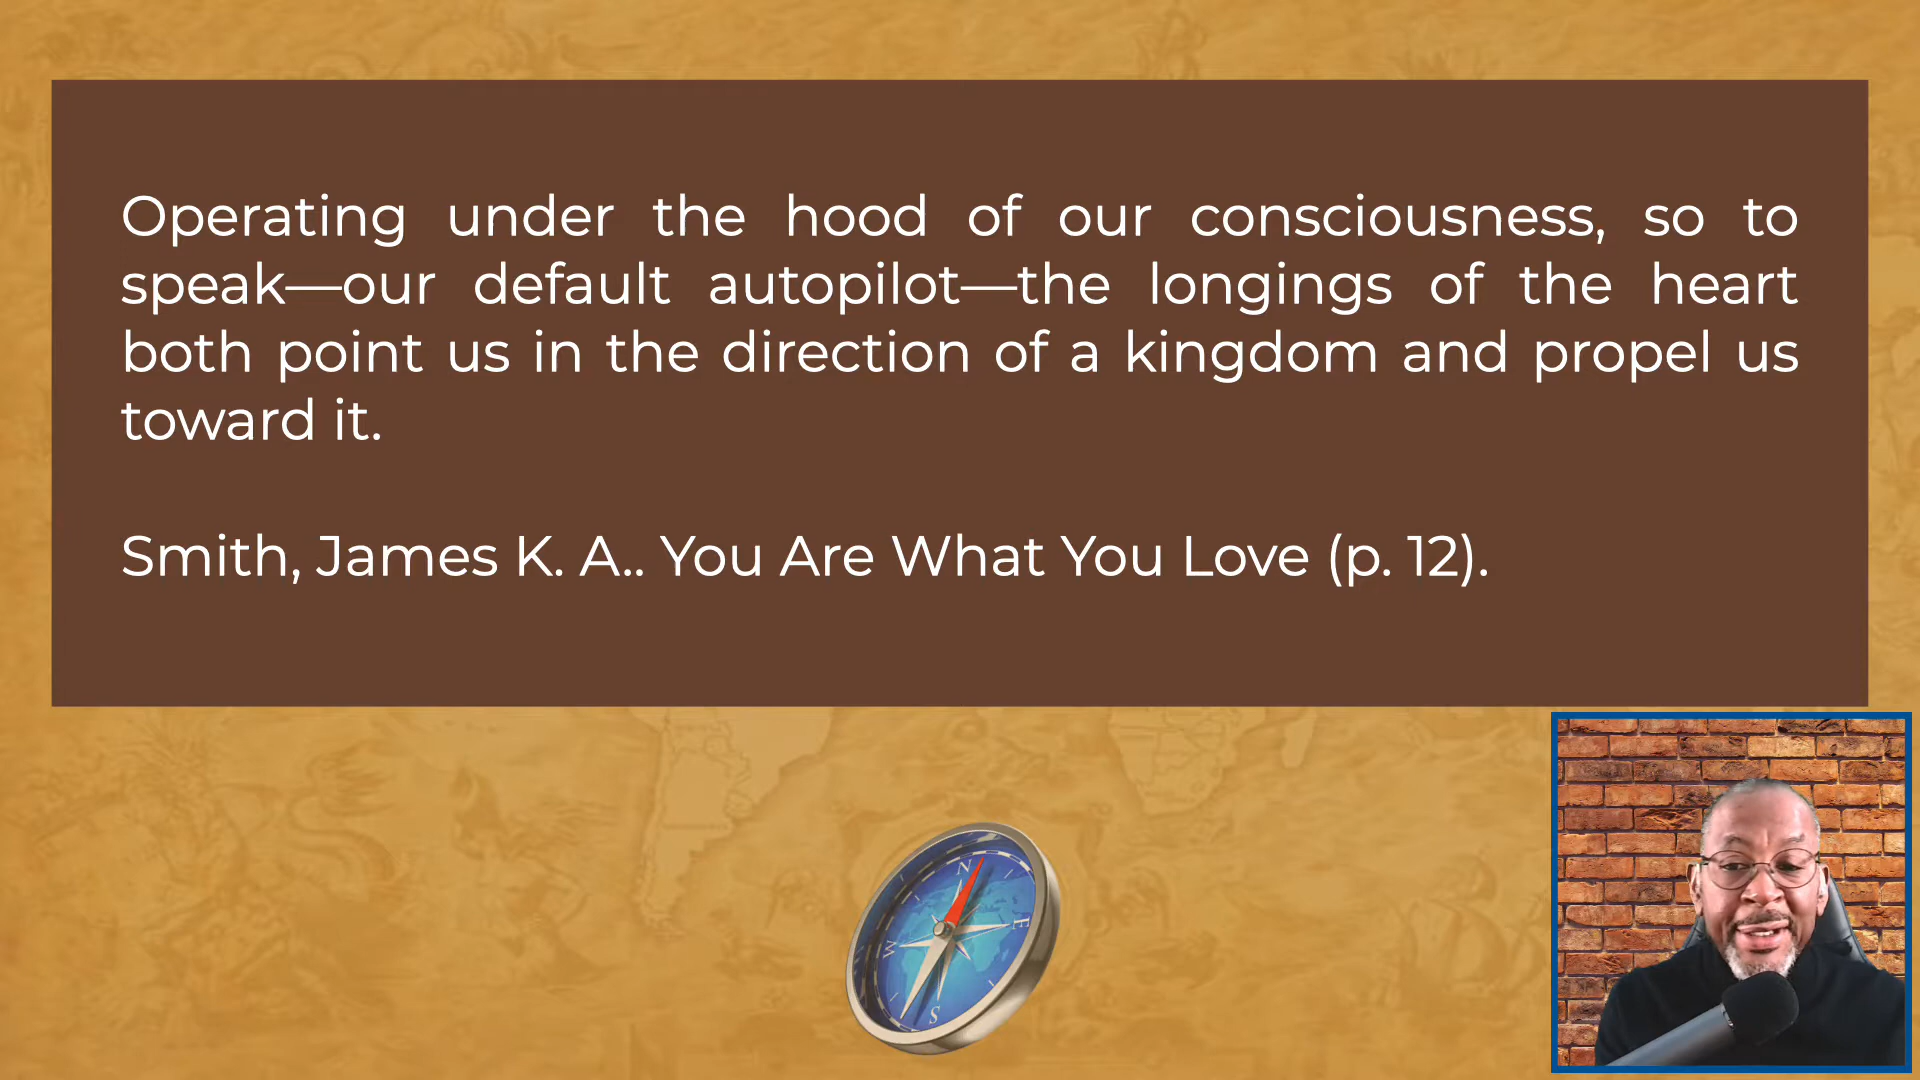 Operating under the hood of our consciousness, so to
speak—our default autopilot—the longings of the heart
both point us in the direction of a kingdom and propel us
toward it.
Smith, James K. A.. You Are What You Love (p. 12).
N
E
W
S